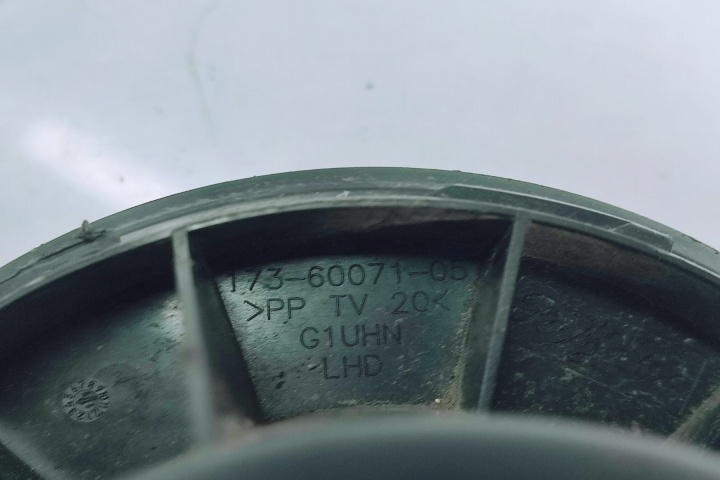 173-60071-05
>PP TV 20<
G1UHN
LHD